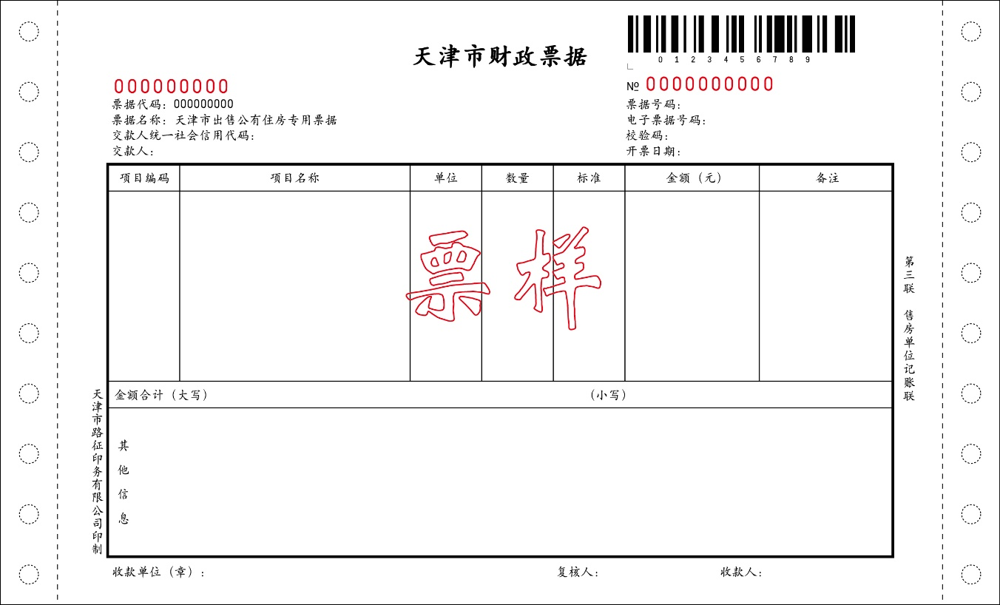 天津市财政票据
0 1 2 3 4 5 6 7 8 9
000000000
№ 0000000000
票据代码：000000000
票据号码：
票据名称：天津市出售公有住房专用票据
电子票据号码：
交款人统一社会信用代码：
校验码：
交款人：
开票日期：
项目编码 项目名称 单位 数量 标准 金额（元） 备注
票样
金额合计（大写） （小写）
其他信息
收款单位（章）： 复核人： 收款人：
天津市路征印务有限公司印制
第三联 售房单位记账联